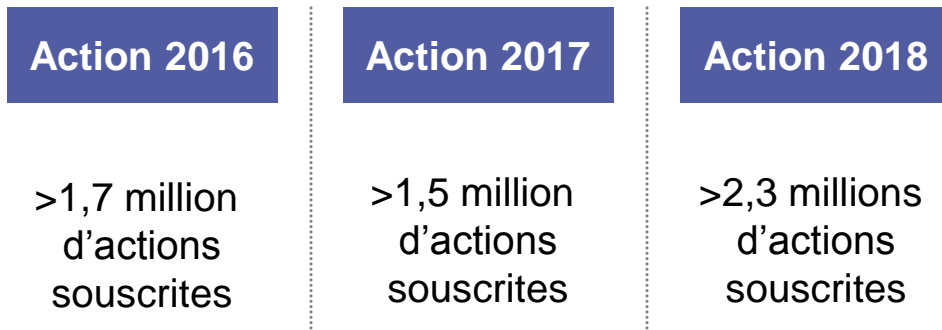 Action 2016
>1,7 million
d’actions
souscrites
Action 2017
>1,5 million
d’actions
souscrites
Action 2018
>2,3 millions
d’actions
souscrites